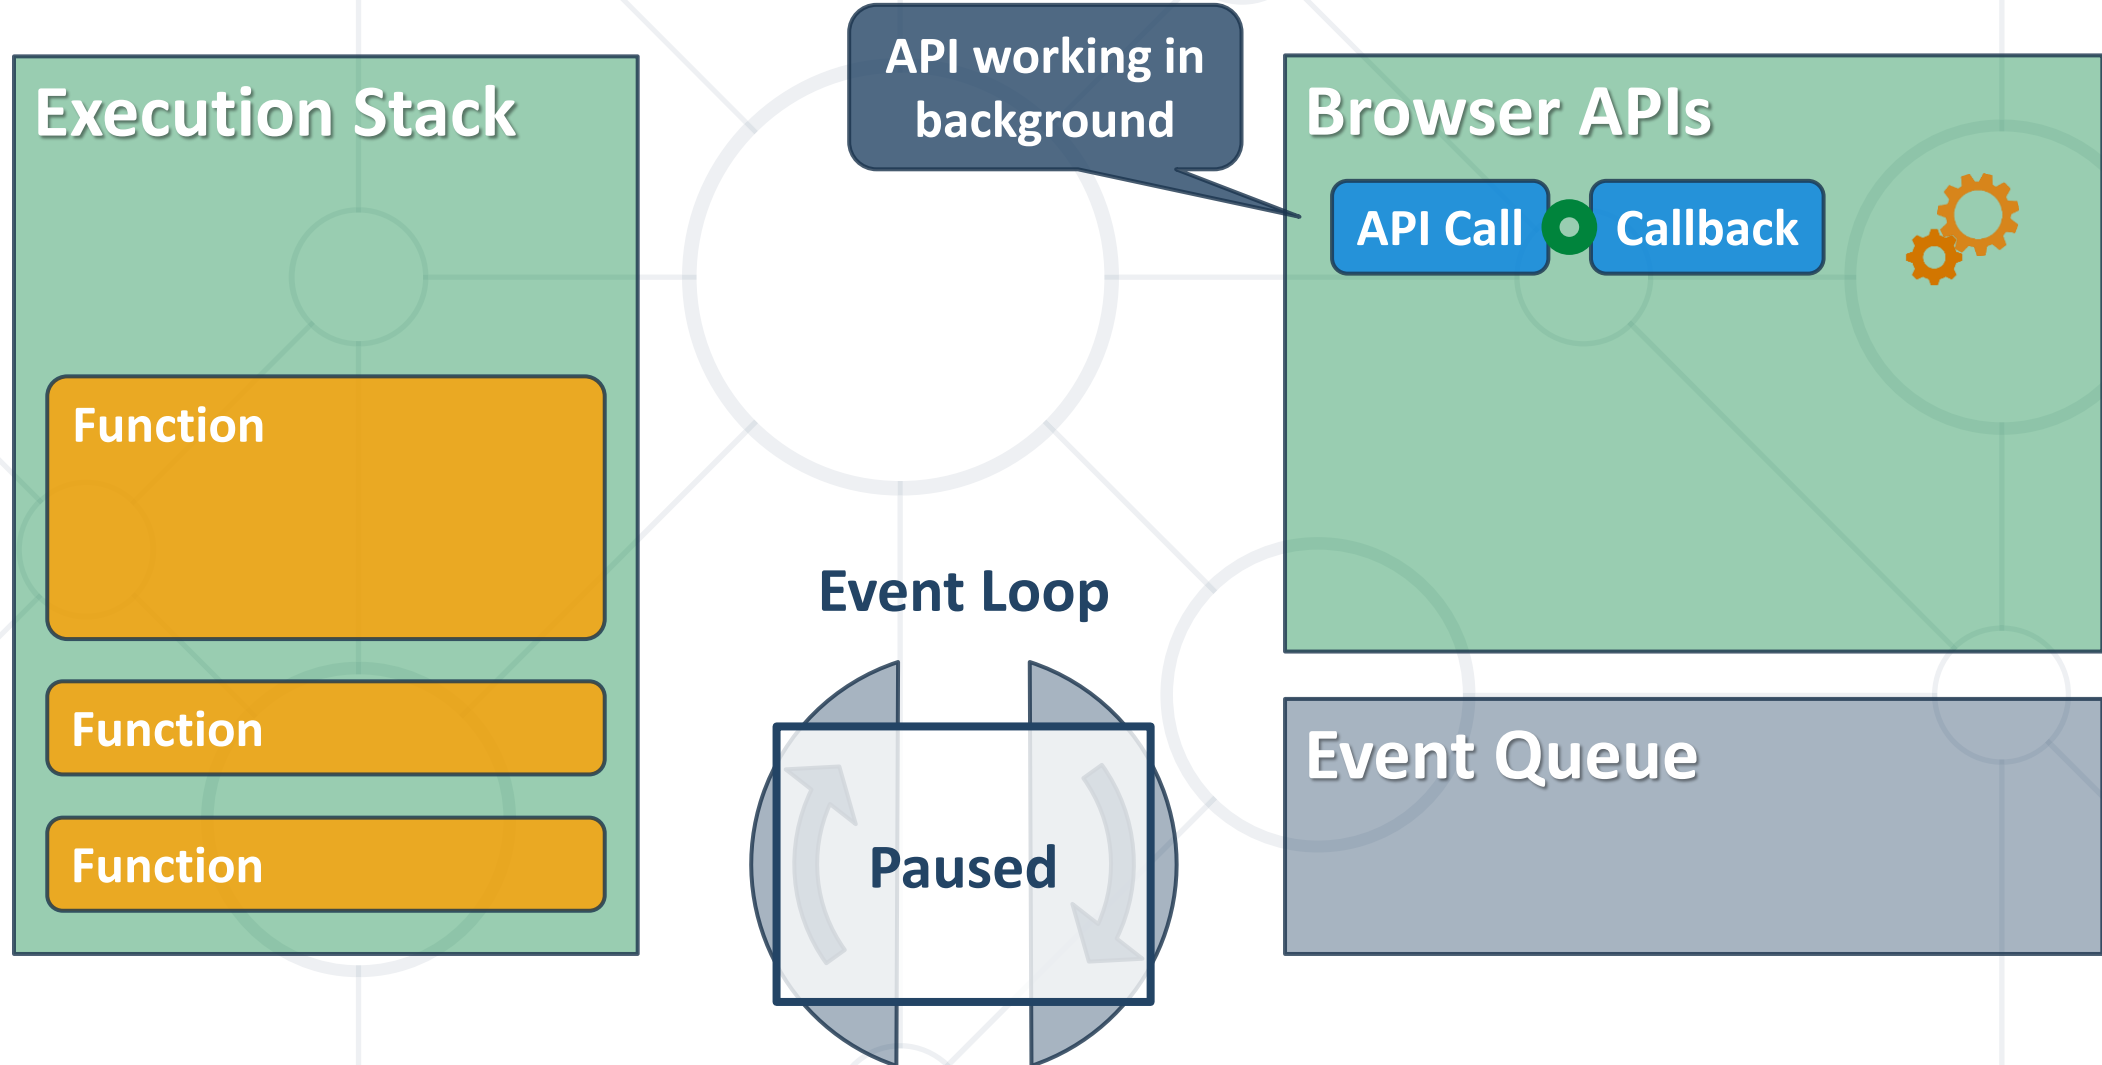 API working in
background
Execution Stack
Function
Function
Function
Event Loop
Paused
Browser APIs
API Call
Callback
Event Queue